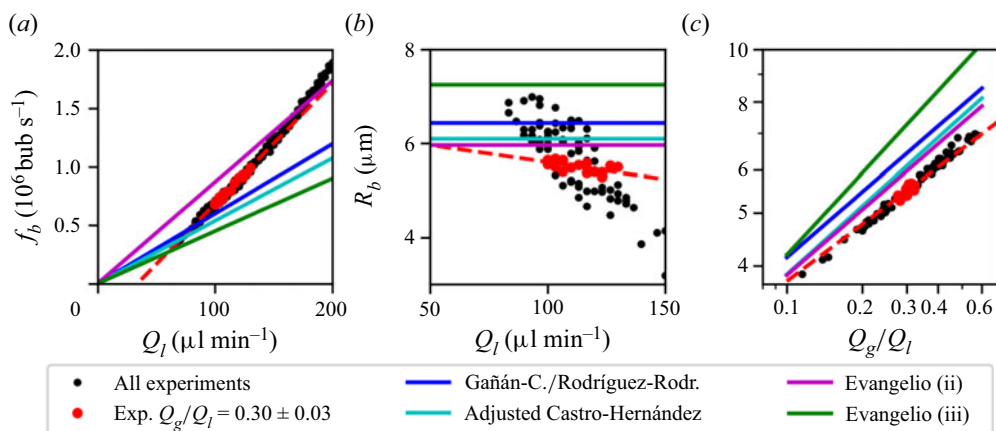 (a)
2.0
1.5
1.0
0.5
0
100
200
f_b (10⁶ bub s⁻¹)
Q_l (µl min⁻¹)
(b)
8
6
4
50
100
150
R_b (µm)
Q_l (µl min⁻¹)
(c)
10
8
6
5
4
0.1
0.2
0.3
0.4
0.6
Q_g/Q_l
All experiments
Exp. Q_g/Q_l = 0.30 ± 0.03
Gañán-C./Rodríguez-Rodr.
Adjusted Castro-Hernández
Evangelio (ii)
Evangelio (iii)